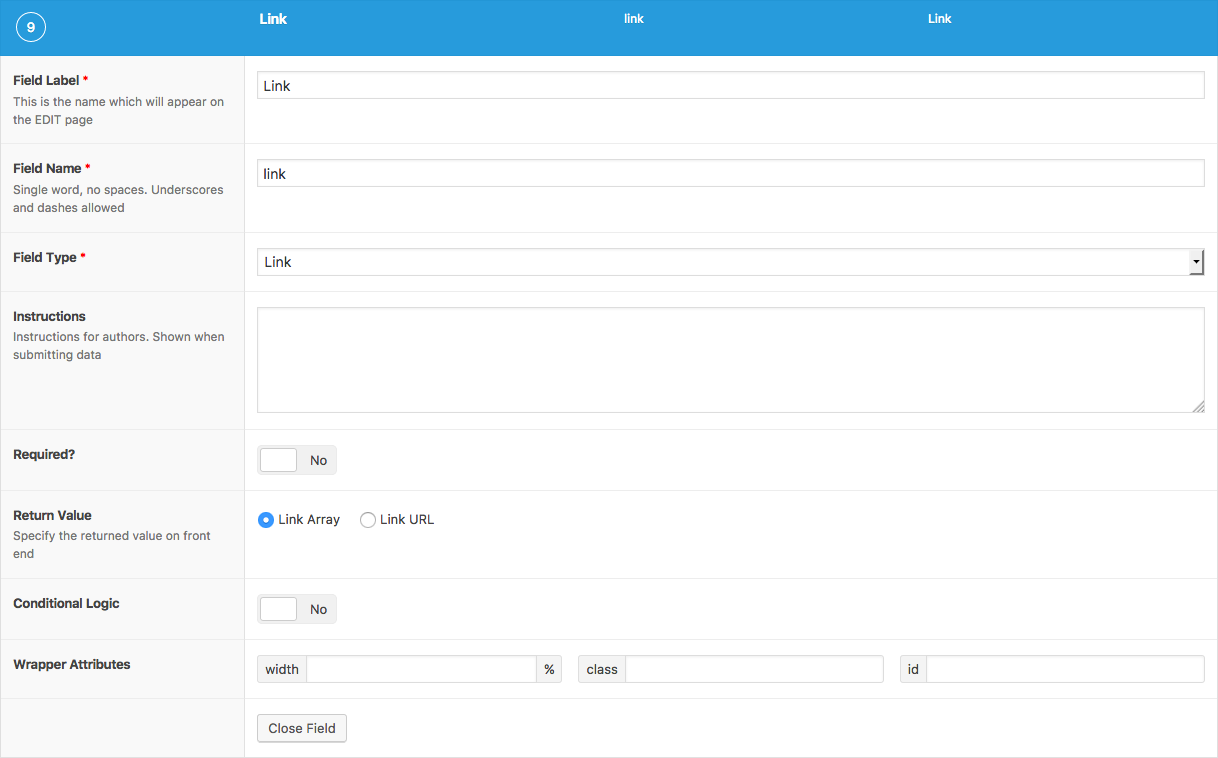 9 Link link Link
Field Label *
This is the name which will appear on
the EDIT page
Link
Field Name *
Single word, no spaces. Underscores
and dashes allowed
link
Field Type *
Link
Instructions
Instructions for authors. Shown when
submitting data
Required?
No
Return Value
Specify the returned value on front
end
Link Array Link URL
Conditional Logic
No
Wrapper Attributes
width % class id
Close Field